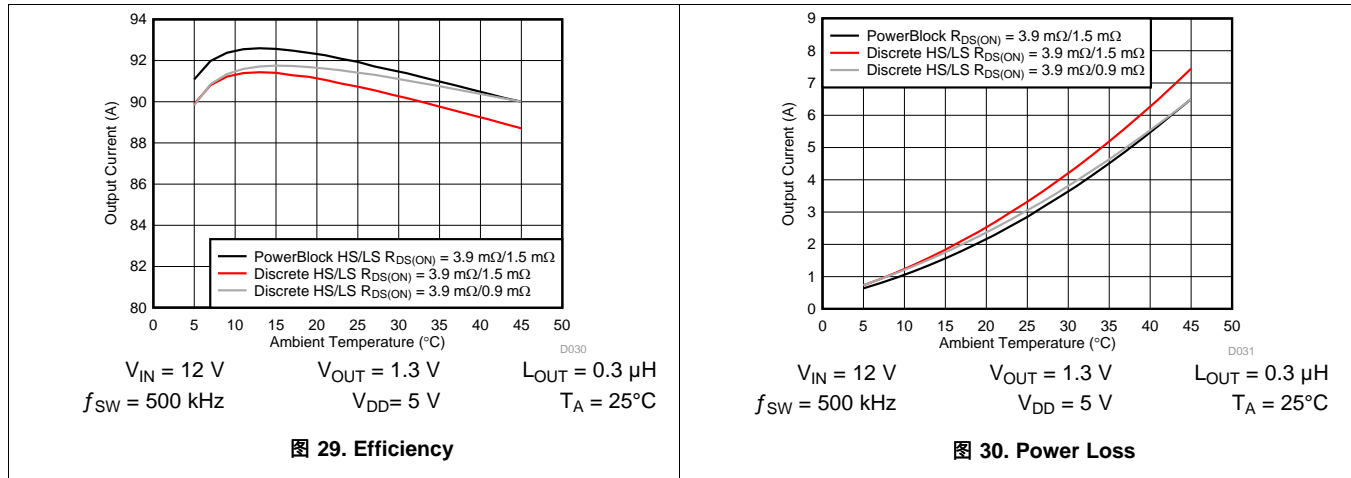 94
92
90
88
86
84
82
80
Output Current (A)
PowerBlock HS/LS RDS(ON) = 3.9 mΩ/1.5 mΩ
Discrete HS/LS RDS(ON) = 3.9 mΩ/1.5 mΩ
Discrete HS/LS RDS(ON) = 3.9 mΩ/0.9 mΩ
0 5 10 15 20 25 30 35 40 45 50
Ambient Temperature (°C)
D030
VIN = 12 V VOUT = 1.3 V LOUT = 0.3 µH
ƒSW = 500 kHz VDD= 5 V TA = 25°C
图 29. Efficiency
9
8
7
6
5
4
3
2
1
0
Output Current (A)
PowerBlock RDS(ON) = 3.9 mΩ/1.5 mΩ
Discrete HS/LS RDS(ON) = 3.9 mΩ/1.5 mΩ
Discrete HS/LS RDS(ON) = 3.9 mΩ/0.9 mΩ
0 5 10 15 20 25 30 35 40 45 50
Ambient Temperature (°C)
D031
VIN = 12 V VOUT = 1.3 V LOUT = 0.3 µH
ƒSW = 500 kHz VDD = 5 V TA = 25°C
图 30. Power Loss